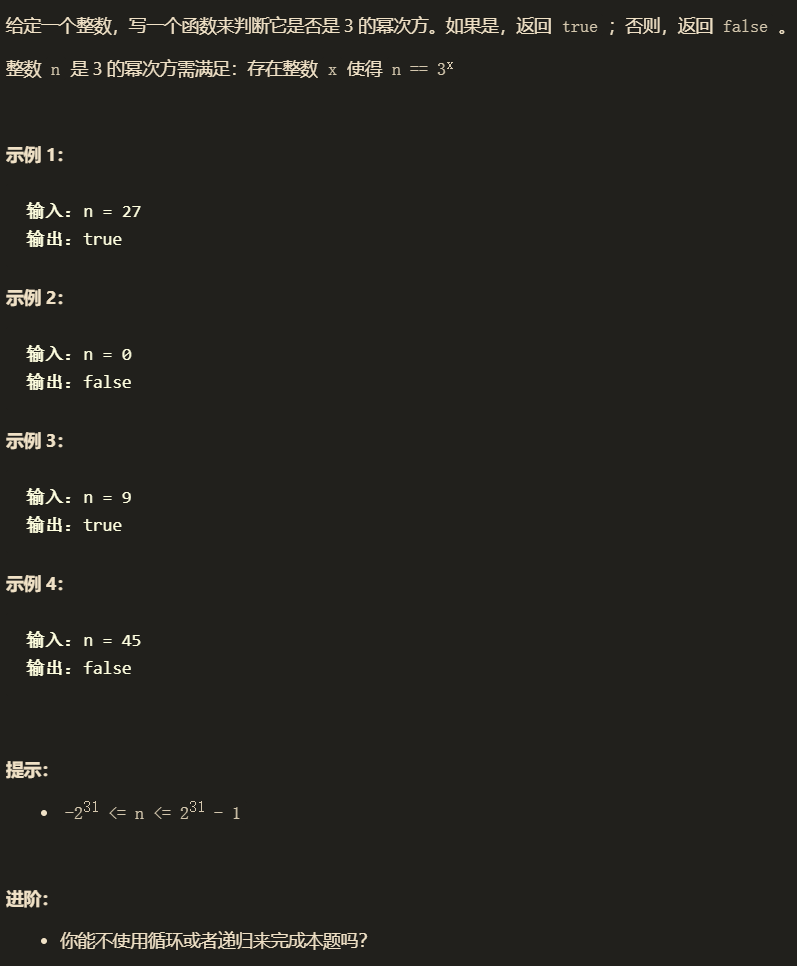 给定一个整数，写一个函数来判断它是否是 3 的幂次方。如果是，返回 true ；否则，返回 false 。
整数 n 是 3 的幂次方需满足：存在整数 x 使得 n == 3ˣ
示例 1：
输入：n = 27
输出：true
示例 2：
输入：n = 0
输出：false
示例 3：
输入：n = 9
输出：true
示例 4：
输入：n = 45
输出：false
提示：
• -2³¹ <= n <= 2³¹ - 1
进阶：
• 你能不使用循环或者递归来完成本题吗？